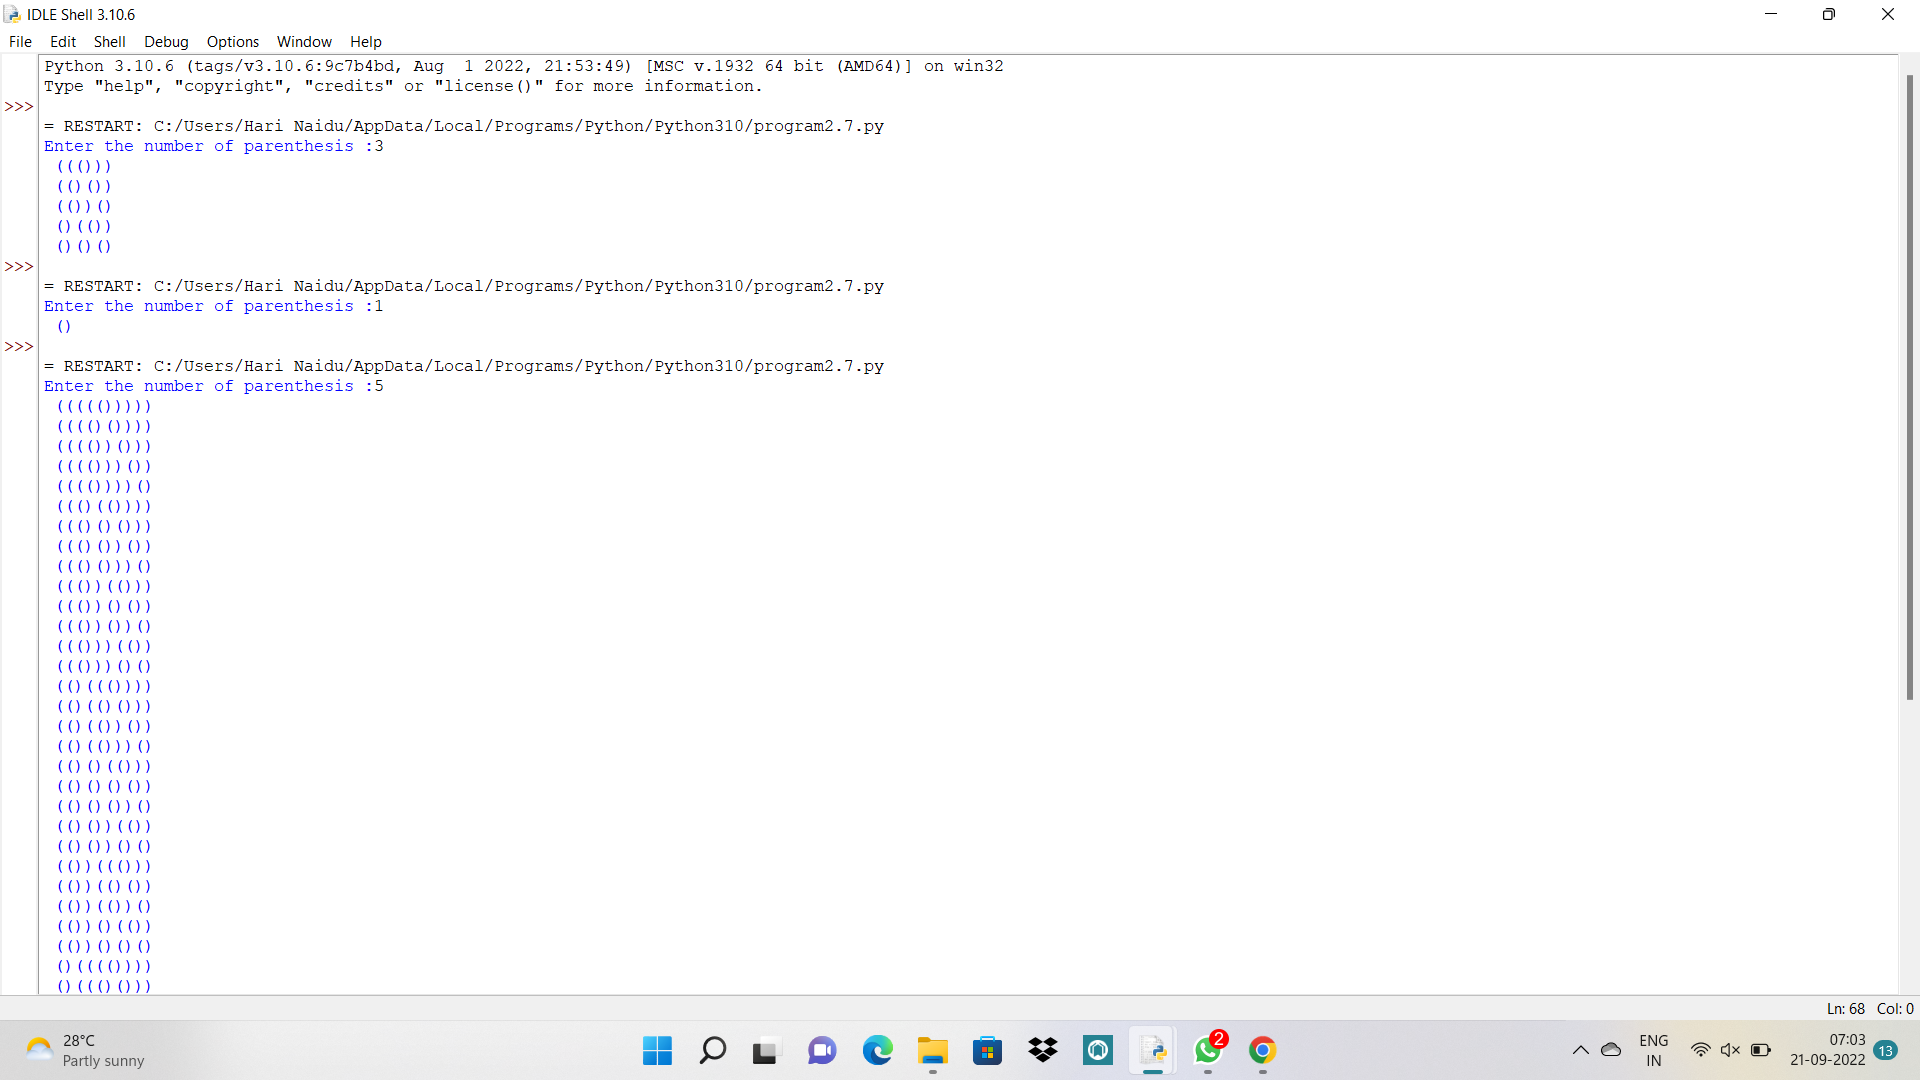 IDLE Shell 3.10.6
File Edit Shell Debug Options Window Help
Python 3.10.6 (tags/v3.10.6:9c7b4bd, Aug  1 2022, 21:53:49) [MSC v.1932 64 bit (AMD64)] on win32
Type "help", "copyright", "credits" or "license()" for more information.
>>>
= RESTART: C:/Users/Hari Naidu/AppData/Local/Programs/Python/Python310/program2.7.py
Enter the number of parenthesis :3
((()))
(()())
(())()
()(())
()()()
>>>
= RESTART: C:/Users/Hari Naidu/AppData/Local/Programs/Python/Python310/program2.7.py
Enter the number of parenthesis :1
()
>>>
= RESTART: C:/Users/Hari Naidu/AppData/Local/Programs/Python/Python310/program2.7.py
Enter the number of parenthesis :5
((((()))))
(((()())))
(((())()))
(((()))())
(((())))()
((()(())))
((()()()))
((()())())
((()()))()
((())(()))
((())()())
((())())()
((()))(())
((()))()()
(()((())))
(()(()()))
(()(())())
(()(()))()
(()()(()))
(()()()())
(()()())()
(()())(())
(()())()()
(())((()))
(())(()())
(())(())()
(())()(())
(())()()()
()(((())))
()((()()))
Ln: 68 Col: 0
28°C
Partly sunny
2
ENG
IN
07:03
21-09-2022
13